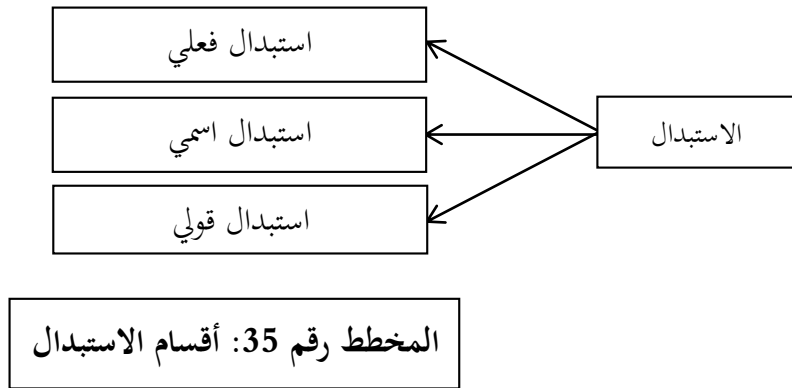 الاستبدال
استبدال فعلي
استبدال اسمي
استبدال قولي
المخطط رقم 35: أقسام الاستبدال